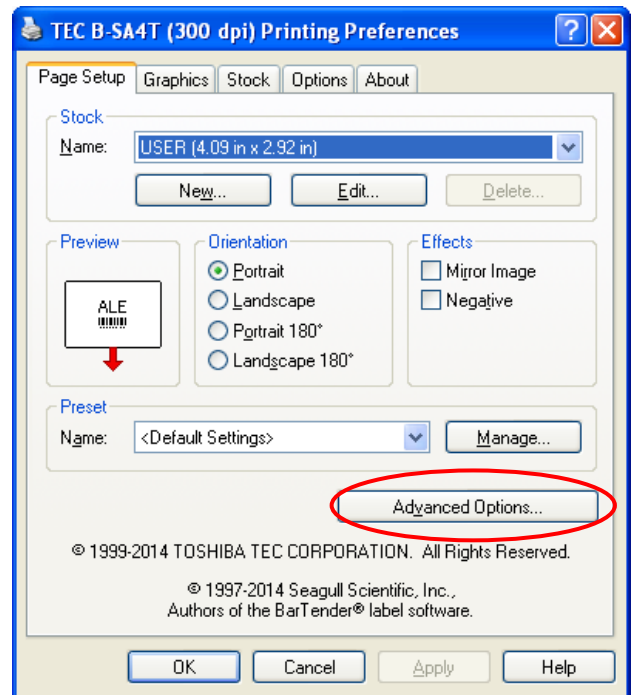 TEC B-SA4T (300 dpi) Printing Preferences
Page Setup Graphics Stock Options About
Stock
Name: USER (4.09 in x 2.92 in)
New... Edit... Delete...
Preview Orientation Effects
ALE
Portrait Mirror Image
Landscape Negative
Portrait 180°
Landscape 180°
Preset
Name: <Default Settings> Manage...
Advanced Options...
© 1999-2014 TOSHIBA TEC CORPORATION. All Rights Reserved.
© 1997-2014 Seagull Scientific, Inc.,
Authors of the BarTender® label software.
OK Cancel Apply Help